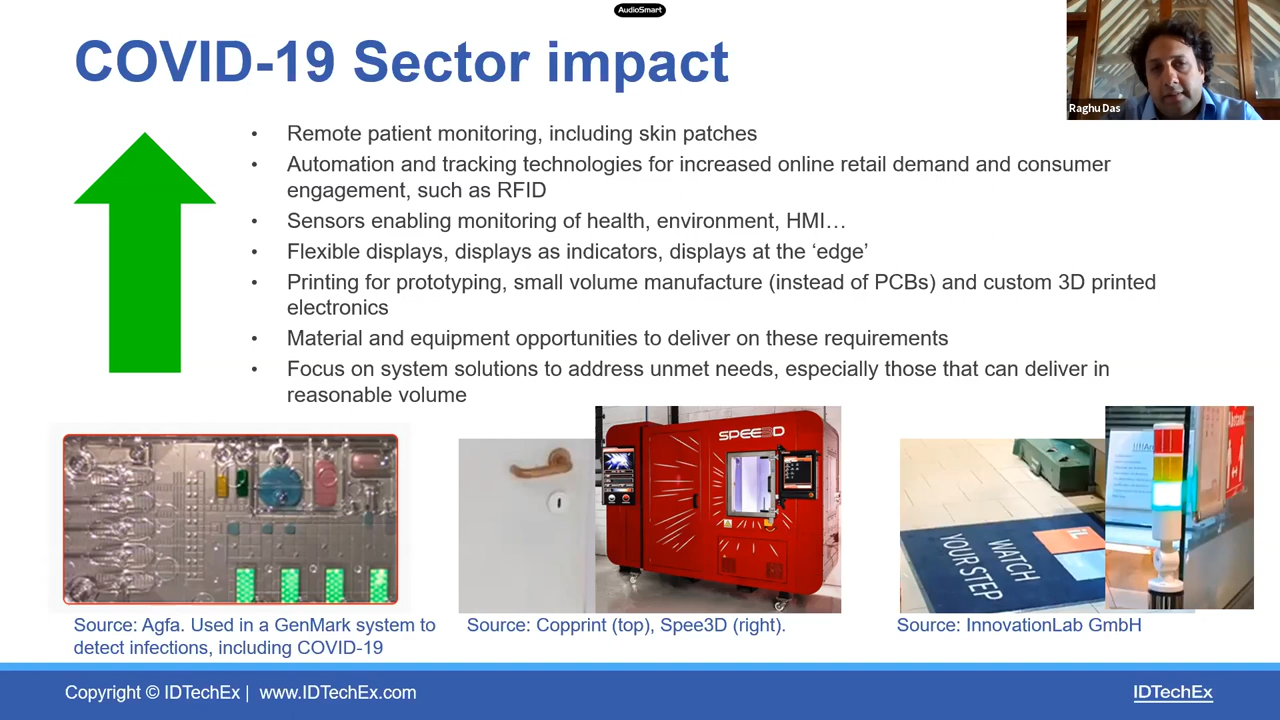 AudioSmart
COVID-19 Sector impact
Raghu Das
• Remote patient monitoring, including skin patches
• Automation and tracking technologies for increased online retail demand and consumer
engagement, such as RFID
• Sensors enabling monitoring of health, environment, HMI…
• Flexible displays, displays as indicators, displays at the ‘edge’
• Printing for prototyping, small volume manufacture (instead of PCBs) and custom 3D printed
electronics
• Material and equipment opportunities to deliver on these requirements
• Focus on system solutions to address unmet needs, especially those that can deliver in
reasonable volume
SPEE3D
WATCH
YOUR STEP
iL
Abstand
Source: Agfa. Used in a GenMark system to
detect infections, including COVID-19
Source: Copprint (top), Spee3D (right).
Source: InnovationLab GmbH
Copyright © IDTechEx | www.IDTechEx.com
IDTechEx